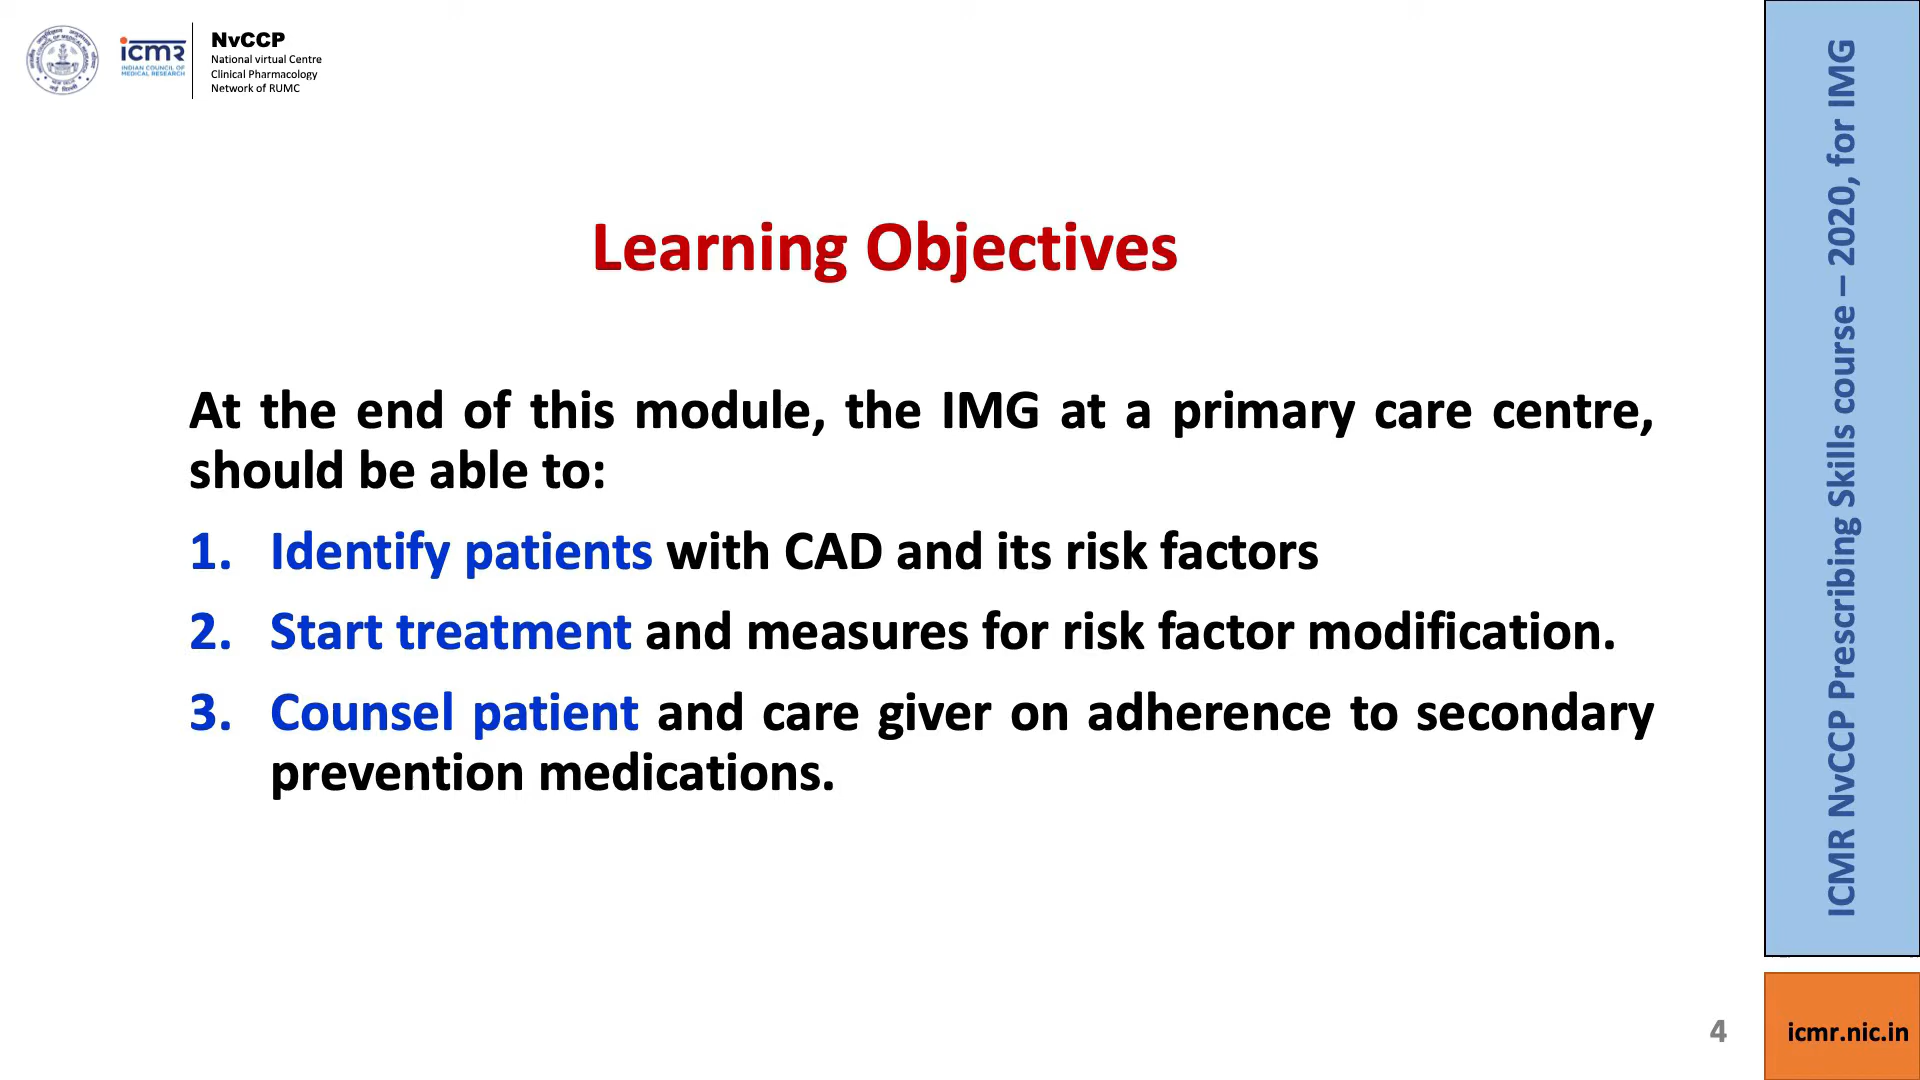 icmr
INDIAN COUNCIL OF
MEDICAL RESEARCH
NvCCP
National virtual Centre
Clinical Pharmacology
Network of RUMC
Learning Objectives
At the end of this module, the IMG at a primary care centre,
should be able to:
1. Identify patients with CAD and its risk factors
2. Start treatment and measures for risk factor modification.
3. Counsel patient and care giver on adherence to secondary
prevention medications.
ICMR NvCCP Prescribing Skills course – 2020, for IMG
4
icmr.nic.in